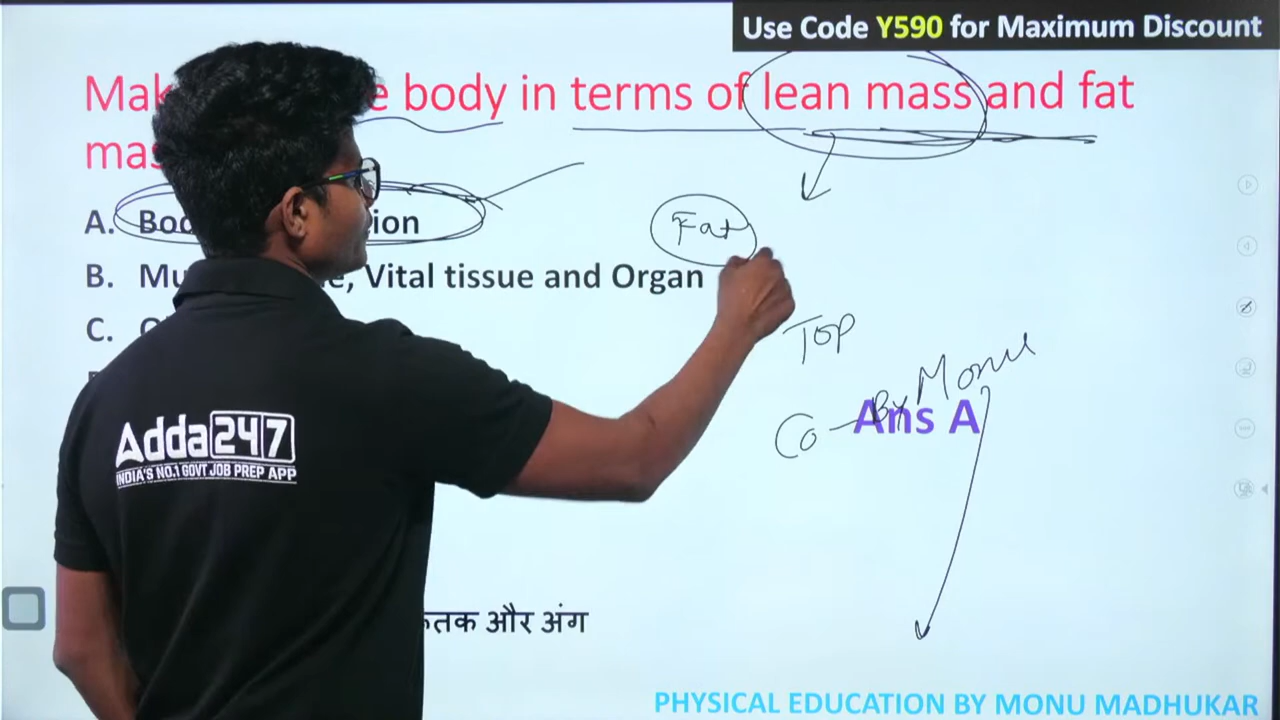 Use Code Y590 for Maximum Discount
Mak e body in terms of lean mass and fat
mas
A. Bod ion
B. Mu e, Vital tissue and Organ
C.
Fat
Top
Co - By Monu
Ans A
Adda247
INDIA'S NO.1 GOVT JOB PREP APP
तक और अंग
PHYSICAL EDUCATION BY MONU MADHUKAR